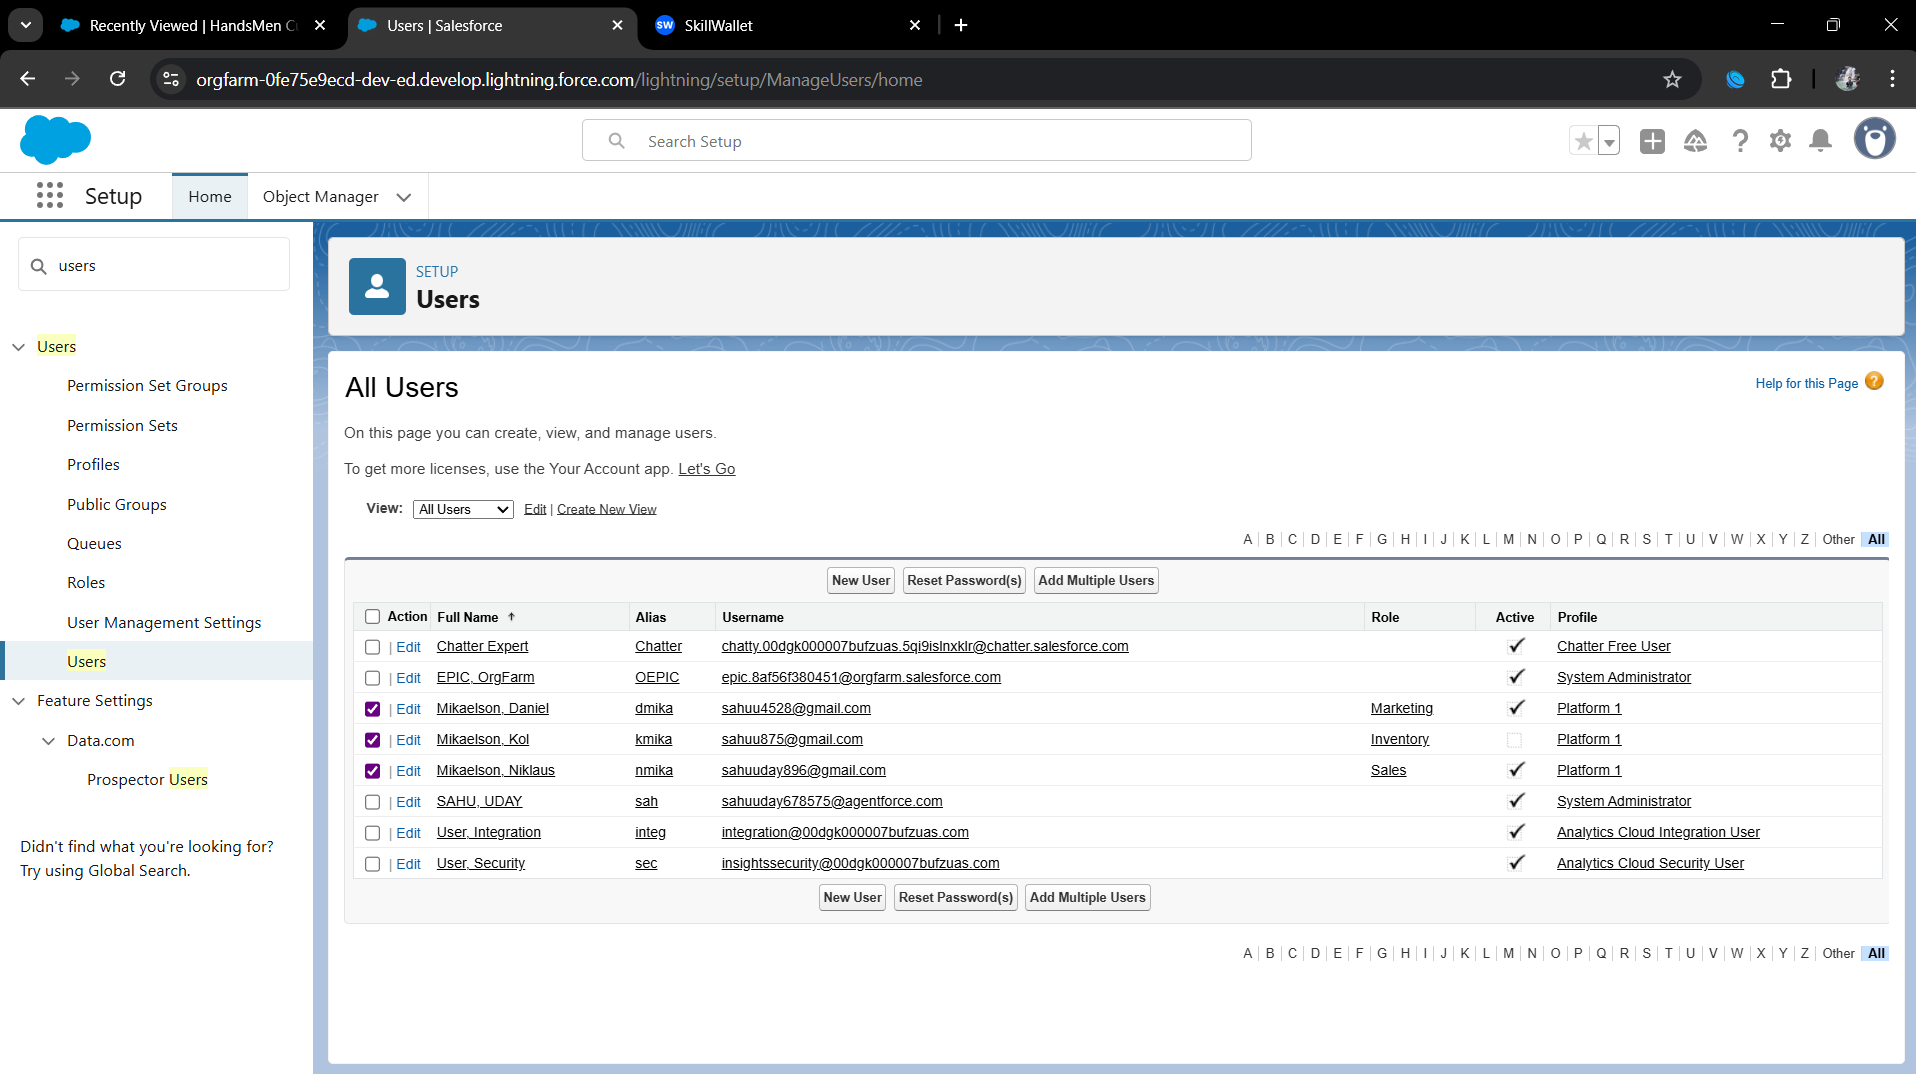 Recently Viewed | HandsMen C
Users | Salesforce
SW SkillWallet
orgfarm-0fe75e9ecd-dev-ed.develop.lightning.force.com/lightning/setup/ManageUsers/home
Search Setup
Setup
Home
Object Manager
users
Users
Permission Set Groups
Permission Sets
Profiles
Public Groups
Queues
Roles
User Management Settings
Users
Feature Settings
Data.com
Prospector Users
Didn't find what you're looking for?
Try using Global Search.
SETUP
Users
All Users
Help for this Page ?
On this page you can create, view, and manage users.
To get more licenses, use the Your Account app. Let's Go
View: All Users Edit | Create New View
A | B | C | D | E | F | G | H | I | J | K | L | M | N | O | P | Q | R | S | T | U | V | W | X | Y | Z | Other All
New User Reset Password(s) Add Multiple Users
Action Full Name ↑ Alias Username Role Active Profile
| Edit Chatter Expert Chatter chatty.00dgk000007bufzuas.5qi9islnxklr@chatter.salesforce.com Chatter Free User
| Edit EPIC, OrgFarm OEPIC epic.8af56f380451@orgfarm.salesforce.com System Administrator
| Edit Mikaelson, Daniel dmika sahuu4528@gmail.com Marketing Platform 1
| Edit Mikaelson, Kol kmika sahuu875@gmail.com Inventory Platform 1
| Edit Mikaelson, Niklaus nmika sahuuday896@gmail.com Sales Platform 1
| Edit SAHU, UDAY sah sahuuday678575@agentforce.com System Administrator
| Edit User, Integration integ integration@00dgk000007bufzuas.com Analytics Cloud Integration User
| Edit User, Security sec insightssecurity@00dgk000007bufzuas.com Analytics Cloud Security User
New User Reset Password(s) Add Multiple Users
A | B | C | D | E | F | G | H | I | J | K | L | M | N | O | P | Q | R | S | T | U | V | W | X | Y | Z | Other All